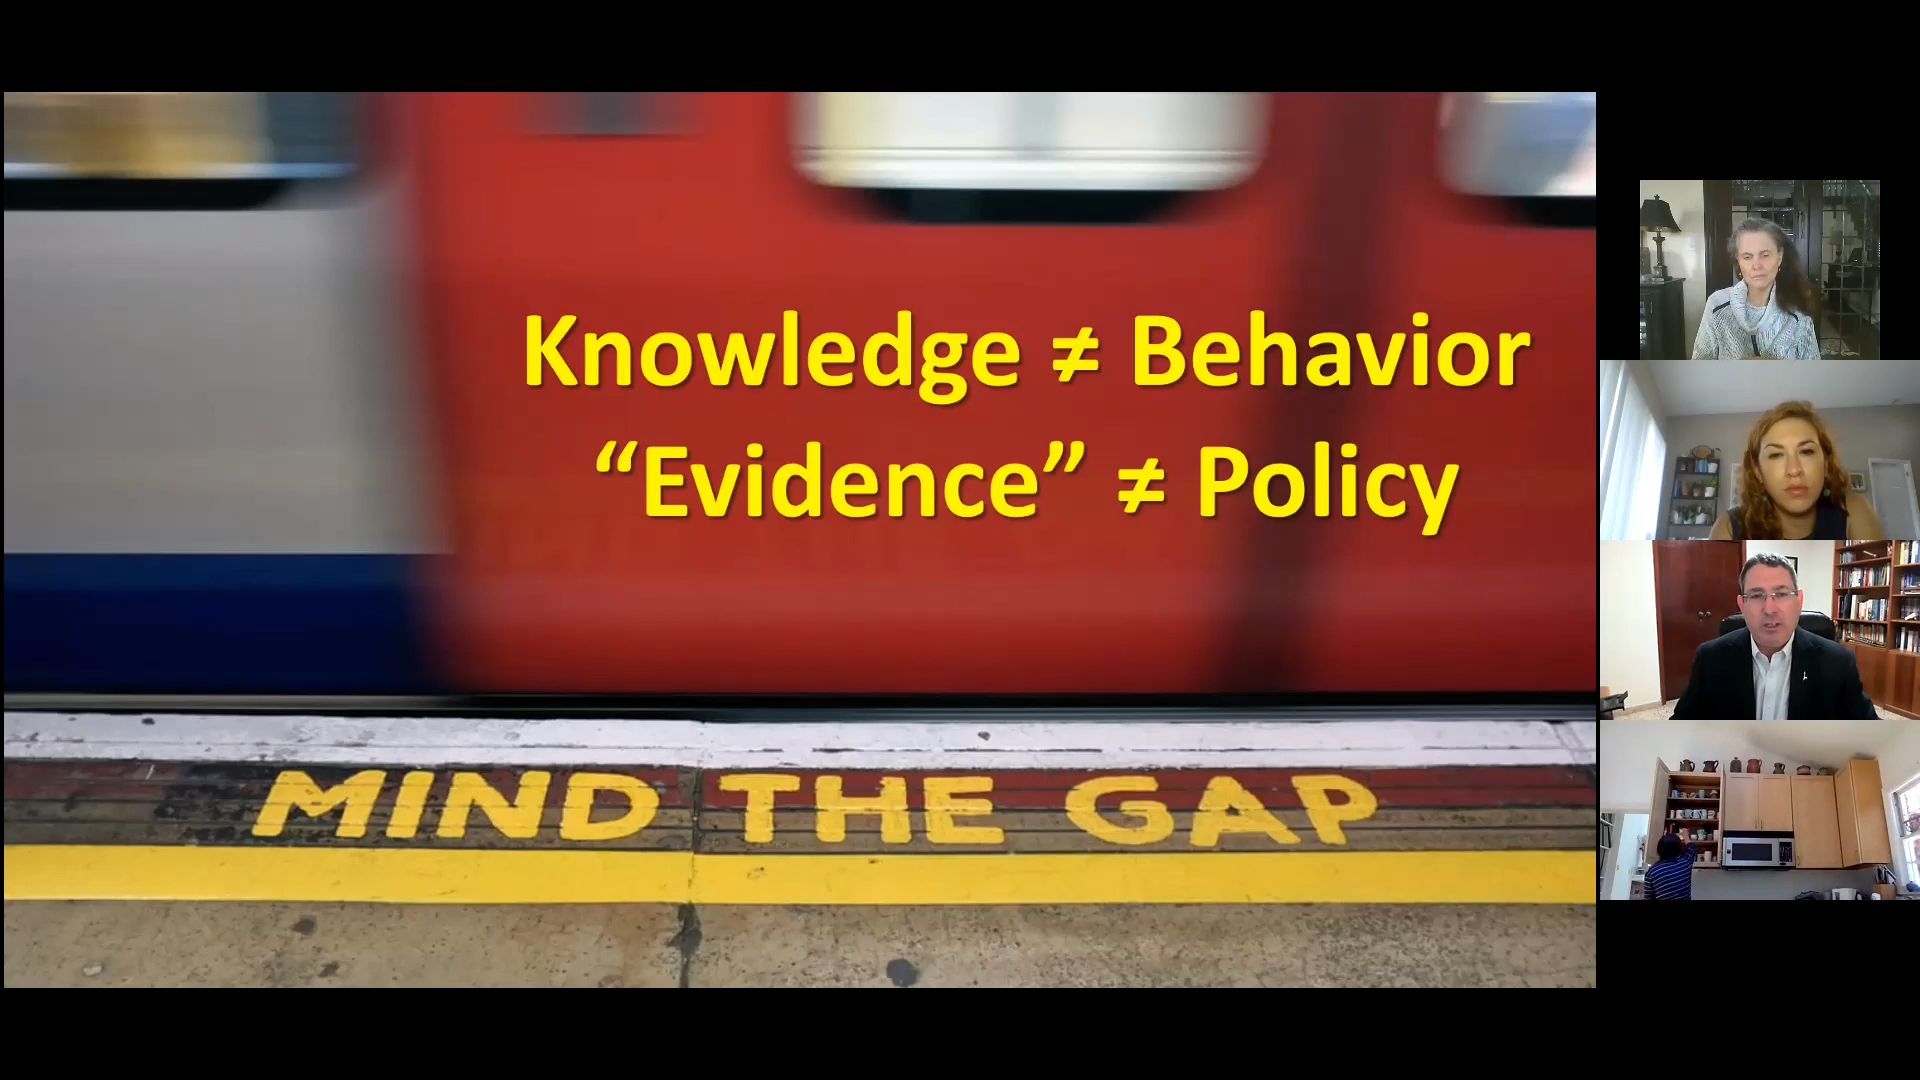 Knowledge ≠ Behavior
“Evidence” ≠ Policy
MIND THE GAP